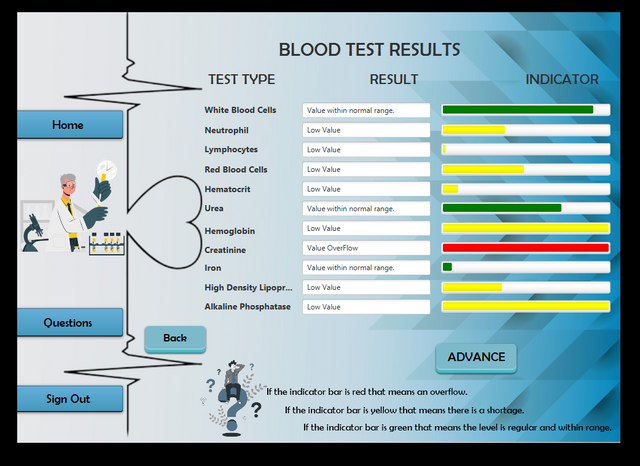 BLOOD TEST RESULTS
TEST TYPE RESULT INDICATOR
White Blood Cells Value within normal range.
Neutrophil Low Value
Lymphocytes Low Value
Red Blood Cells Low Value
Hematocrit Low Value
Urea Value within normal range.
Hemoglobin Low Value
Creatinine Value OverFlow
Iron Value within normal range.
High Density Lipopr... Low Value
Alkaline Phosphatase Low Value
Home
Questions
Back
Sign Out
ADVANCE
If the indicator bar is red that means an overflow.
If the indicator bar is yellow that means there is a shortage.
If the indicator bar is green that means the level is regular and within range.